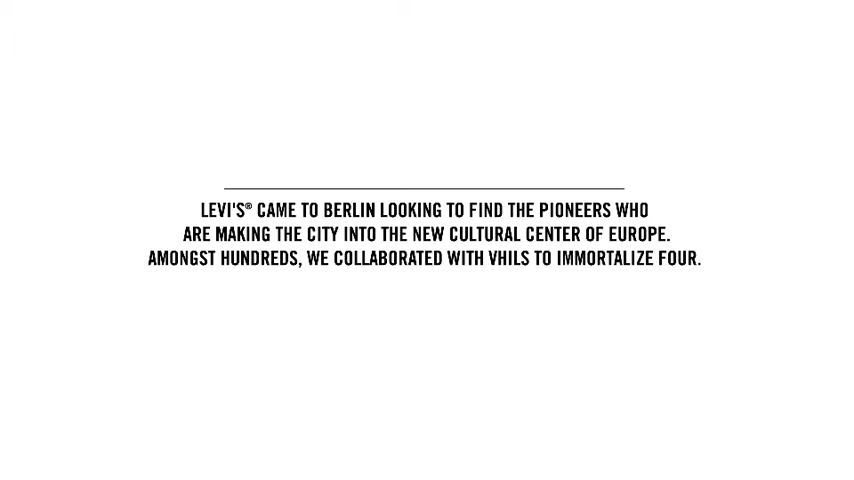 LEVI'S® CAME TO BERLIN LOOKING TO FIND THE PIONEERS WHO
ARE MAKING THE CITY INTO THE NEW CULTURAL CENTER OF EUROPE.
AMONGST HUNDREDS, WE COLLABORATED WITH VHILS TO IMMORTALIZE FOUR.